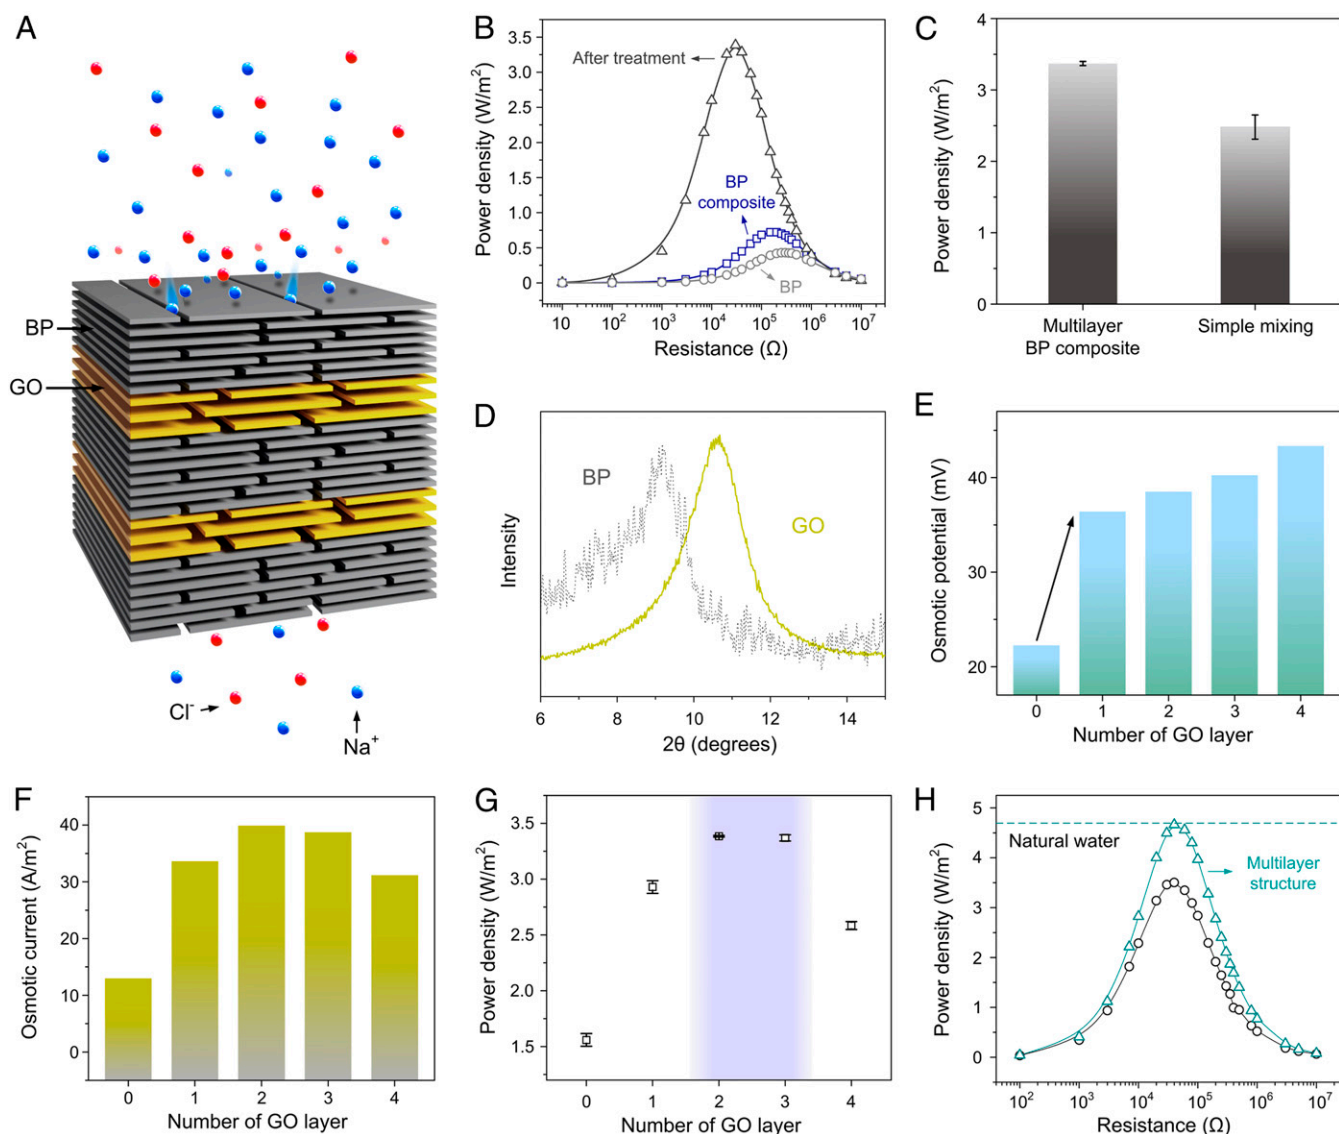 A
BP
GO
Cl⁻
Na⁺
B
Power density (W/m²)
3.5
3.0
2.5
2.0
1.5
1.0
0.5
0
After treatment
BP
composite
BP
10 10² 10³ 10⁴ 10⁵ 10⁶ 10⁷
Resistance (Ω)
C
Power density (W/m²)
4
3
2
1
0
Multilayer
BP composite
Simple mixing
D
Intensity
BP
GO
6 8 10 12 14
2θ (degrees)
E
Osmotic potential (mV)
40
30
20
0 1 2 3 4
Number of GO layer
F
Osmotic current (A/m²)
40
30
20
10
0
0 1 2 3 4
Number of GO layer
G
Power density (W/m²)
3.5
3.0
2.5
2.0
1.5
0 1 2 3 4
Number of GO layer
H
Power density (W/m²)
5
4
3
2
1
0
Natural water
Multilayer
structure
10² 10³ 10⁴ 10⁵ 10⁶ 10⁷
Resistance (Ω)